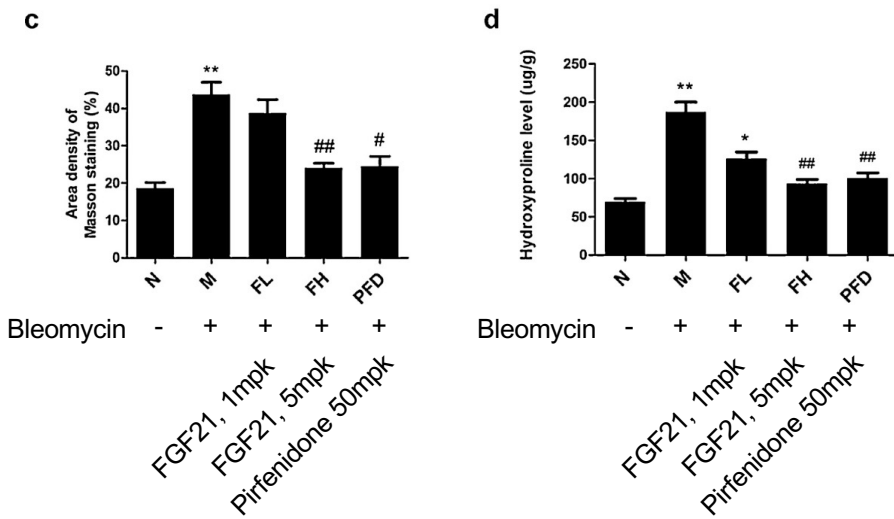 c
Area density of
Masson staining (%)
50
40
30
20
10
0
**
##
#
N
M
FL
FH
PFD
Bleomycin - + + + +
FGF21, 1mpk
FGF21, 5mpk
Pirfenidone 50mpk
d
Hydroxyproline level (ug/g)
250
200
150
100
50
0
**
*
##
##
N
M
FL
FH
PFD
Bleomycin - + + + +
FGF21, 1mpk
FGF21, 5mpk
Pirfenidone 50mpk